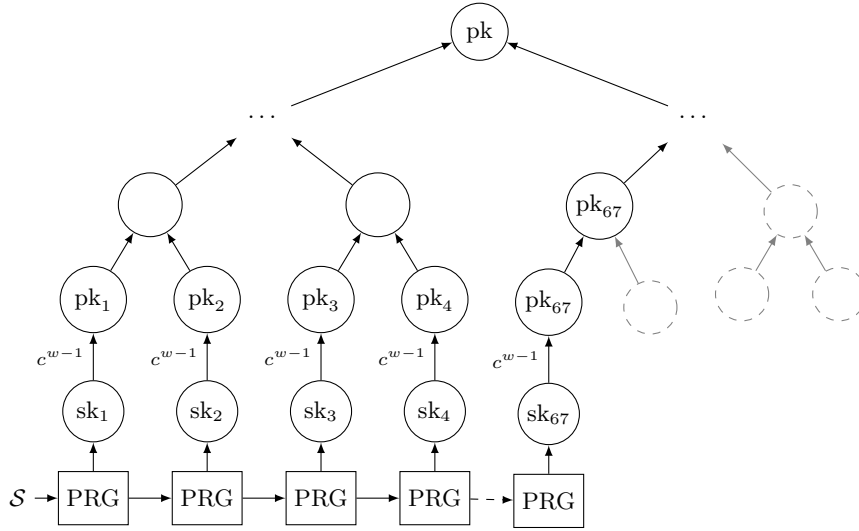 pk
... ...
pk₆₇
pk₁ pk₂ pk₃ pk₄ pk₆₇
c^{w−1} c^{w−1} c^{w−1} c^{w−1} c^{w−1}
sk₁ sk₂ sk₃ sk₄ sk₆₇
𝒮 PRG PRG PRG PRG PRG